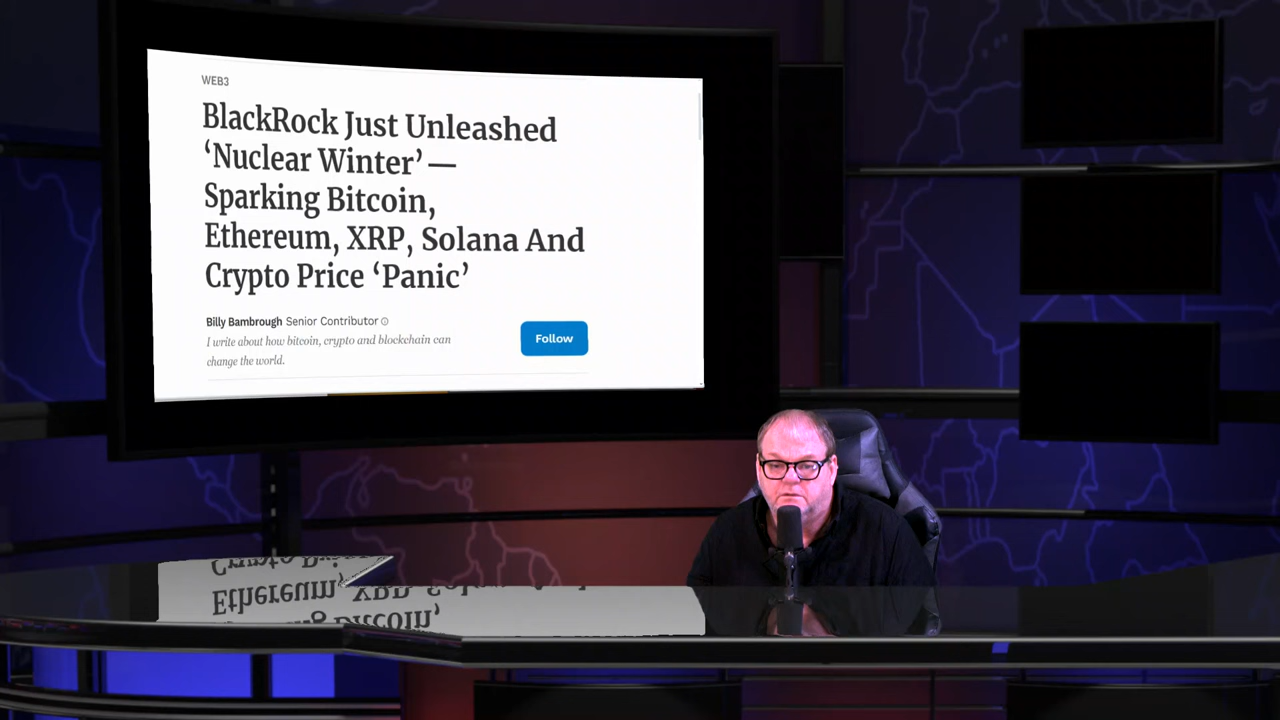 WEB3
BlackRock Just Unleashed
‘Nuclear Winter’ —
Sparking Bitcoin,
Ethereum, XRP, Solana And
Crypto Price ‘Panic’
Billy Bambrough Senior Contributor
I write about how bitcoin, crypto and blockchain can
change the world.
Follow